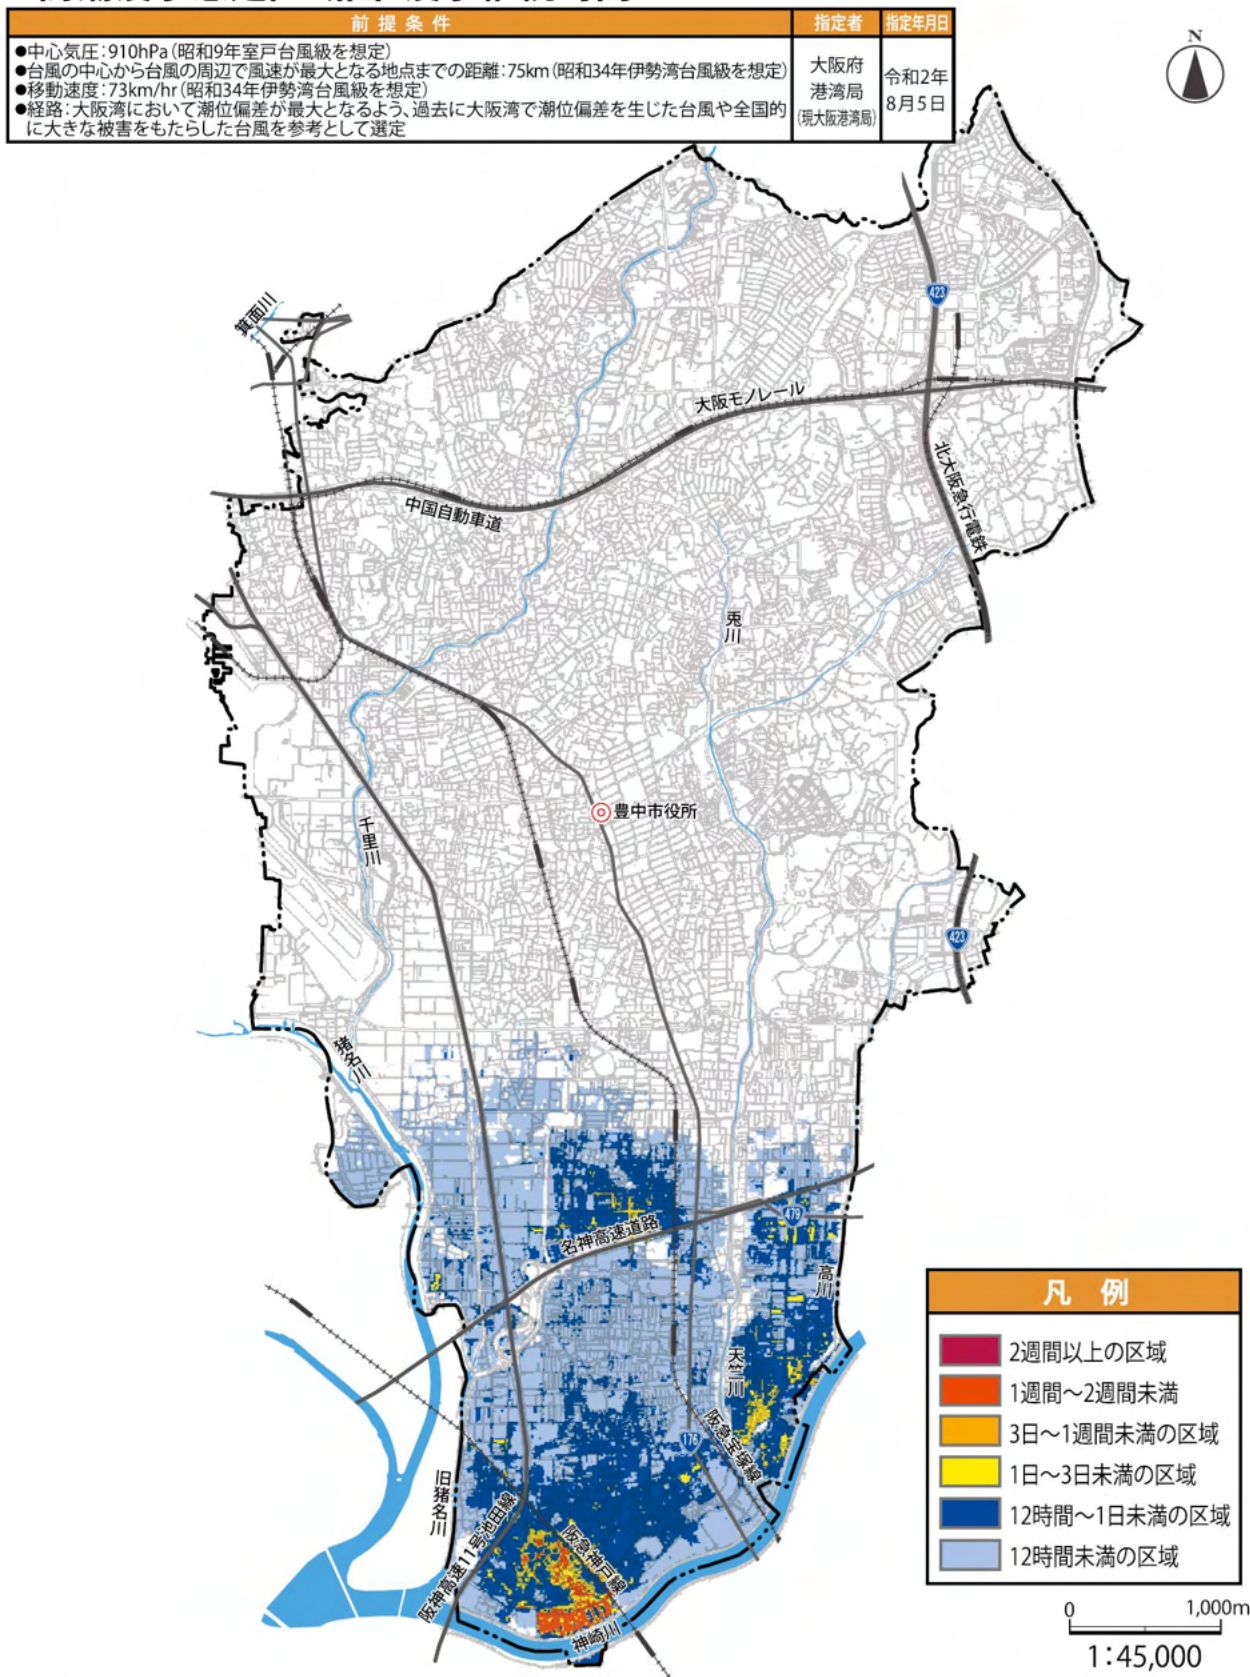 前提条件
指定者
指定年月日
●中心気圧:910hPa(昭和9年室戸台風級を想定)
●台風の中心から台風の周辺で風速が最大となる地点までの距離:75km(昭和34年伊勢湾台風級を想定)
●移動速度:73km/hr(昭和34年伊勢湾台風級を想定)
●経路:大阪湾において潮位偏差が最大となるよう、過去に大阪湾で潮位偏差を生じた台風や全国的
に大きな被害をもたらした台風を参考として選定
大阪府
港湾局
(現大阪港湾局)
令和2年
8月5日
N
423
箕面川
大阪モノレール
中国自動車道
北大阪急行電鉄
兎川
豊中市役所
千里川
423
猪名川
479
名神高速道路
高川
天竺川
阪急宝塚線
176
旧猪名川
阪神高速11号池田線
阪急神戸線
神崎川
凡例
2週間以上の区域
1週間～2週間未満
3日～1週間未満の区域
1日～3日未満の区域
12時間～1日未満の区域
12時間未満の区域
0 1,000m
1:45,000